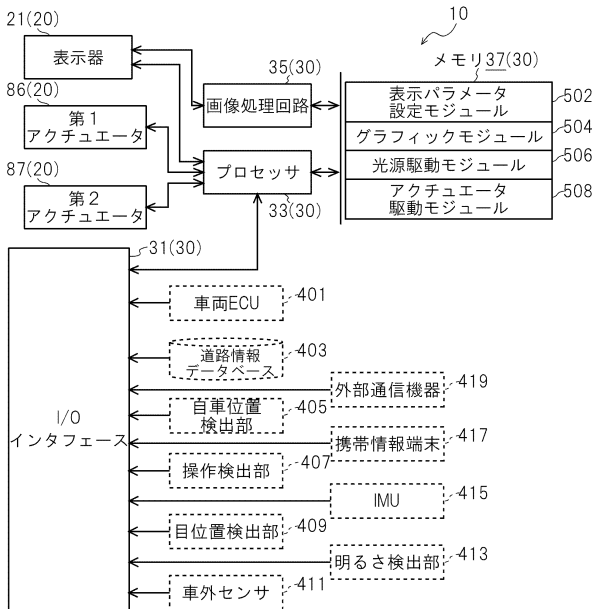 10
21(20)
表示器
35(30)
画像処理回路
メモリ37(30)
表示パラメータ
設定モジュール
502
グラフィックモジュール
504
光源駆動モジュール
506
アクチュエータ
駆動モジュール
508
86(20)
第1
アクチュエータ
プロセッサ
33(30)
87(20)
第2
アクチュエータ
31(30)
I/O
インタフェース
車両ECU
401
道路情報
データベース
403
外部通信機器
419
自車位置
検出部
405
携帯情報端末
417
操作検出部
407
IMU
415
目位置検出部
409
明るさ検出部
413
車外センサ
411